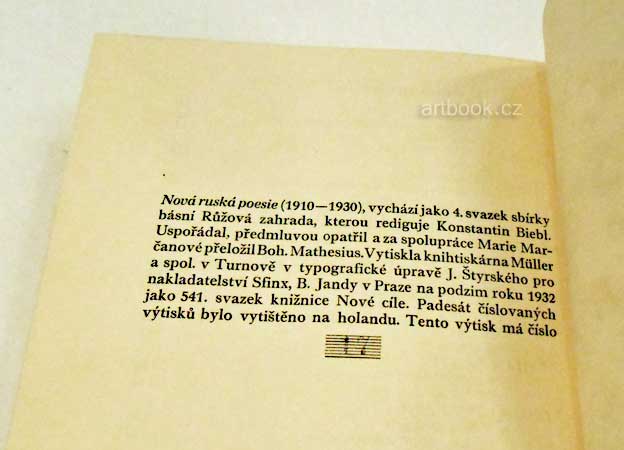 artbook.cz
Nová ruská poesie (1910—1930), vychází jako 4. svazek sbírky
básní Růžová zahrada, kterou rediguje Konstantin Biebl.
Uspořádal, předmluvou opatřil a za spolupráce Marie Mar-
čanové přeložil Boh. Mathesius. Vytiskla knihtiskárna Müller
a spol. v Turnově v typografické úpravě J. Štyrského pro
nakladatelství Sfinx, B. Jandy v Praze na podzim roku 1932
jako 541. svazek knižnice Nové cíle. Padesát číslovaných
výtisků bylo vytištěno na holandu. Tento výtisk má číslo
17